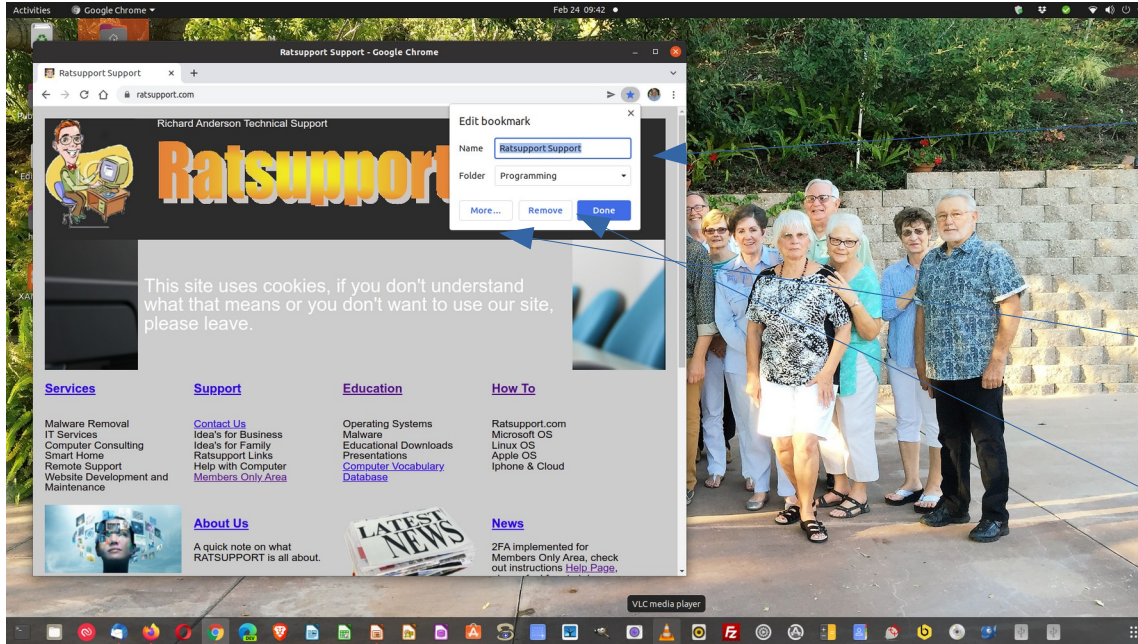 Activities
Google Chrome
Feb 24 09:42
Ratsupport Support - Google Chrome
Ratsupport Support
ratsupport.com
Richard Anderson Technical Support
Ratsupport
Edit bookmark
Name Ratsupport Support
Folder Programming
More...
Remove
Done
This site uses cookies, if you don't understand
what that means or you don't want to use our site,
please leave.
Services
Malware Removal
IT Services
Computer Consulting
Smart Home
Remote Support
Website Development and
Maintenance
Support
Contact Us
Idea's for Business
Idea's for Family
Ratsupport Links
Help with Computer
Members Only Area
Education
Operating Systems
Malware
Educational Downloads
Presentations
Computer Vocabulary
Database
How To
Ratsupport.com
Microsoft OS
Linux OS
Apple OS
Iphone & Cloud
About Us
A quick note on what
RATSUPPORT is all about.
LATEST
NEWS
News
2FA implemented for
Members Only Area, check
out instructions Help Page,
VLC media player